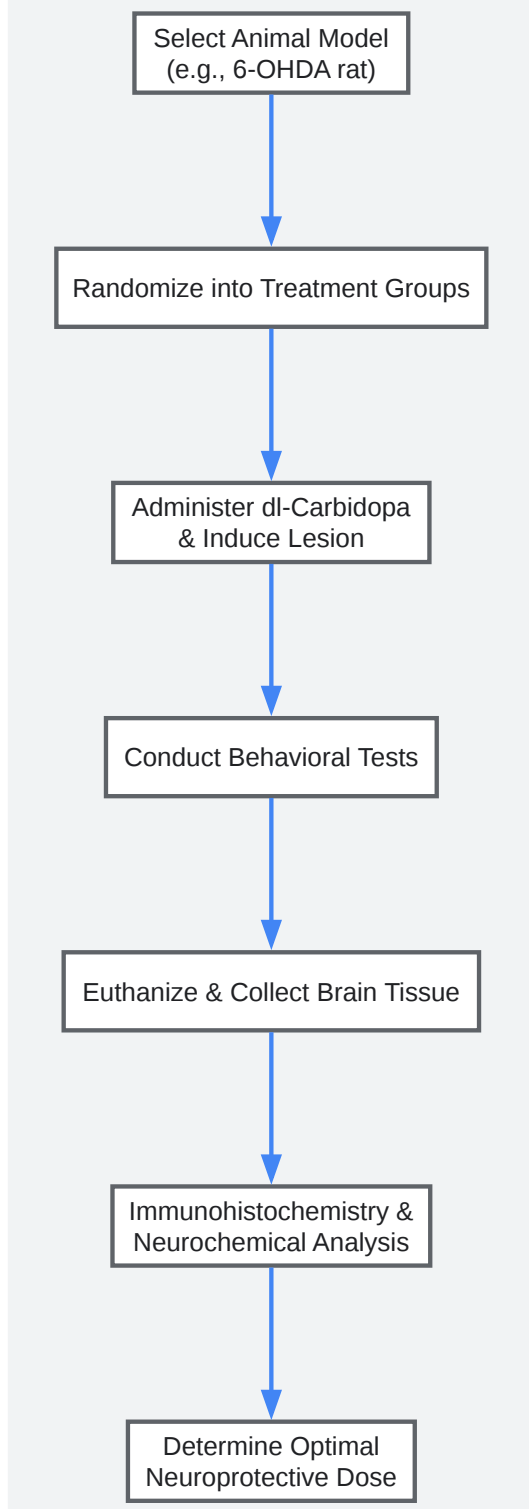 Select Animal Model
(e.g., 6-OHDA rat)
Randomize into Treatment Groups
Administer dl-Carbidopa
& Induce Lesion
Conduct Behavioral Tests
Euthanize & Collect Brain Tissue
Immunohistochemistry &
Neurochemical Analysis
Determine Optimal
Neuroprotective Dose